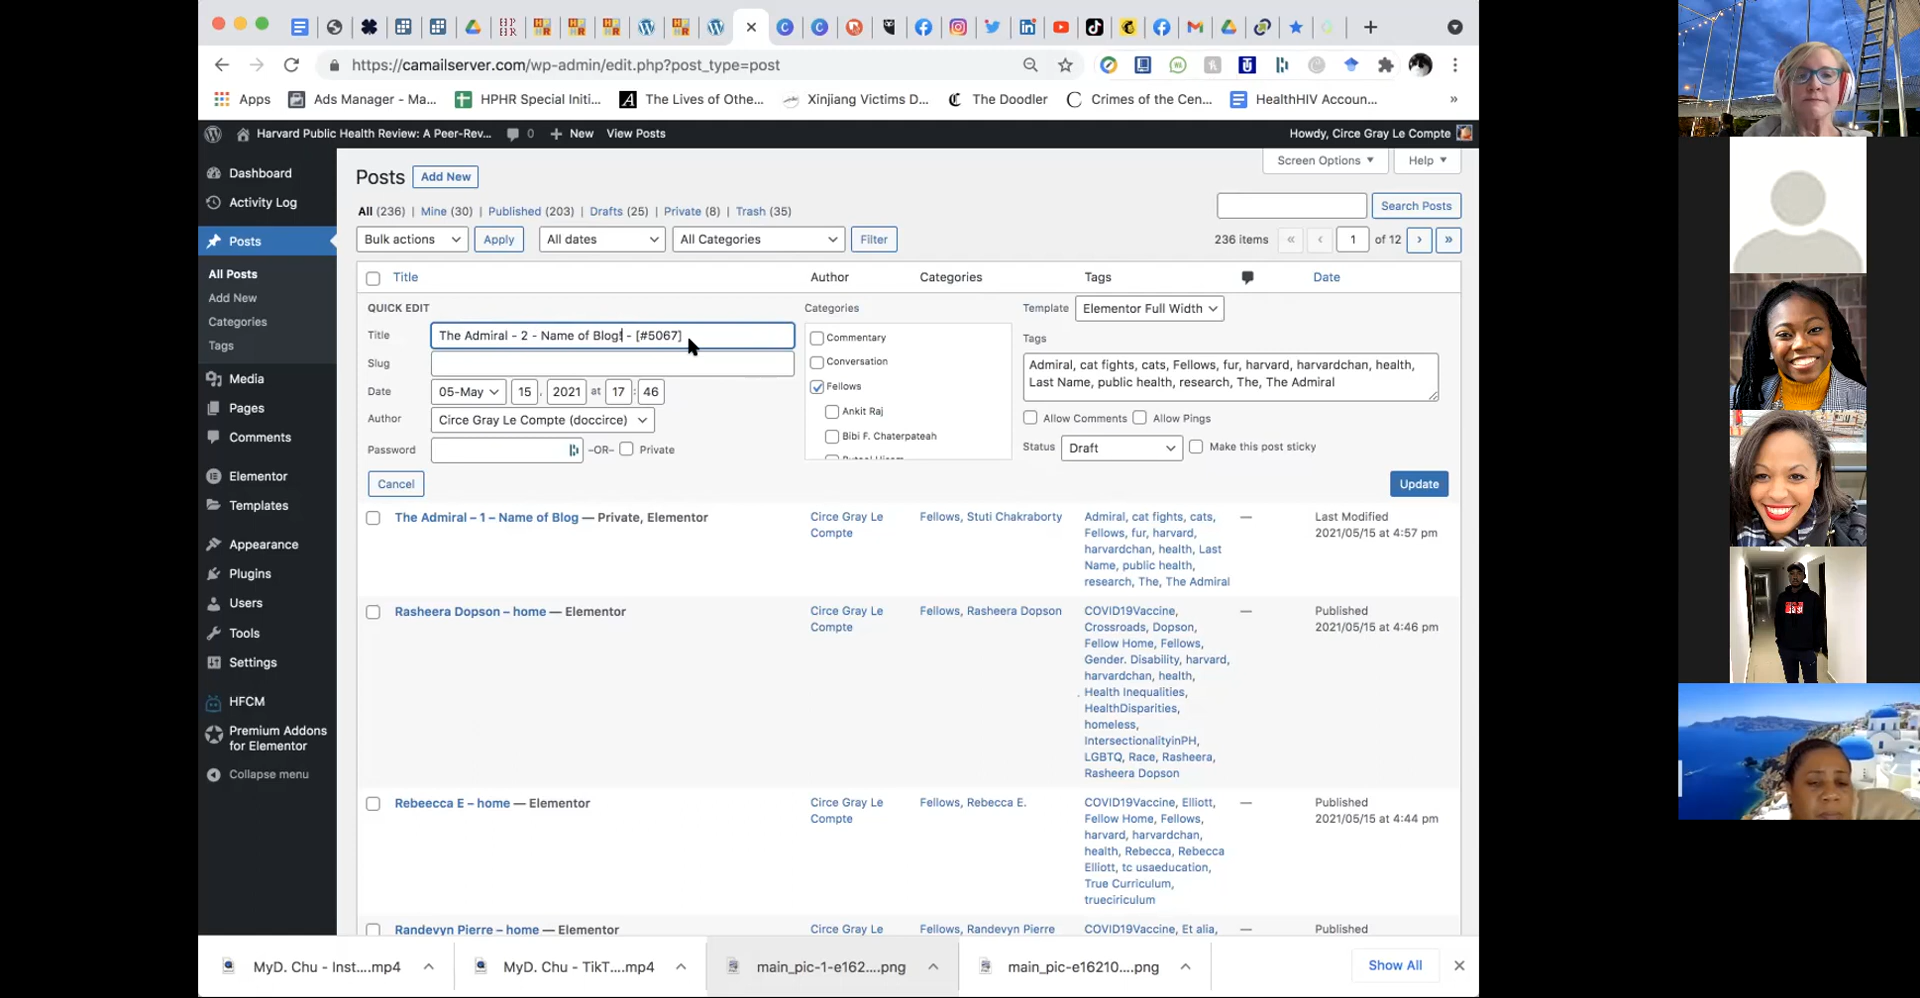 https://camailserver.com/wp-admin/edit.php?post_type=post
Apps
Ads Manager - Ma...
HPHR Special Initi...
The Lives of Othe...
Xinjiang Victims D...
The Doodler
Crimes of the Cen...
HealthHIV Accoun...
»
Harvard Public Health Review: A Peer-Rev...
0
New
View Posts
Howdy, Circe Gray Le Compte
Dashboard
Activity Log
Posts
All Posts
Add New
Categories
Tags
Media
Pages
Comments
Elementor
Templates
Appearance
Plugins
Users
Tools
Settings
HFCM
Premium Addons
for Elementor
Collapse menu
Screen Options
Help
Posts
Add New
All (236) | Mine (30) | Published (203) | Drafts (25) | Private (8) | Trash (35)
Search Posts
Bulk actions
Apply
All dates
All Categories
Filter
236 items
«
‹
1
of 12
›
»
Title
Author
Categories
Tags
Date
QUICK EDIT
Title
The Admiral - 2 - Name of Blog! - [#5067]
Slug
Date
05-May
15
,
2021
at
17
:
46
Author
Circe Gray Le Compte (doccirce)
Password
–OR–
Private
Categories
Commentary
Conversation
Fellows
Ankit Raj
Bibi F. Chaterpateah
Template
Elementor Full Width
Tags
Admiral, cat fights, cats, Fellows, fur, harvard, harvardchan, health,
Last Name, public health, research, The, The Admiral
Allow Comments
Allow Pings
Status
Draft
Make this post sticky
Cancel
Update
The Admiral – 1 – Name of Blog — Private, Elementor
Circe Gray Le
Compte
Fellows, Stuti Chakraborty
Admiral, cat fights, cats,
Fellows, fur, harvard,
harvardchan, health, Last
Name, public health,
research, The, The Admiral
—
Last Modified
2021/05/15 at 4:57 pm
Rasheera Dopson – home — Elementor
Circe Gray Le
Compte
Fellows, Rasheera Dopson
COVID19Vaccine,
Crossroads, Dopson,
Fellow Home, Fellows,
Gender. Disability, harvard,
harvardchan, health,
Health Inequalities,
HealthDisparities,
homeless,
IntersectionalityinPH,
LGBTQ, Race, Rasheera,
Rasheera Dopson
—
Published
2021/05/15 at 4:46 pm
Rebeecca E – home — Elementor
Circe Gray Le
Compte
Fellows, Rebecca E.
COVID19Vaccine, Elliott,
Fellow Home, Fellows,
harvard, harvardchan,
health, Rebecca, Rebecca
Elliott, tc usaeducation,
True Curriculum,
trueciriculum
—
Published
2021/05/15 at 4:44 pm
Randevyn Pierre – home — Elementor
Circe Gray Le
Fellows, Randevyn Pierre
COVID19Vaccine, Et alia,
Published
MyD. Chu - Inst....mp4
MyD. Chu - TikT....mp4
main_pic-1-e162....png
main_pic-e16210....png
Show All